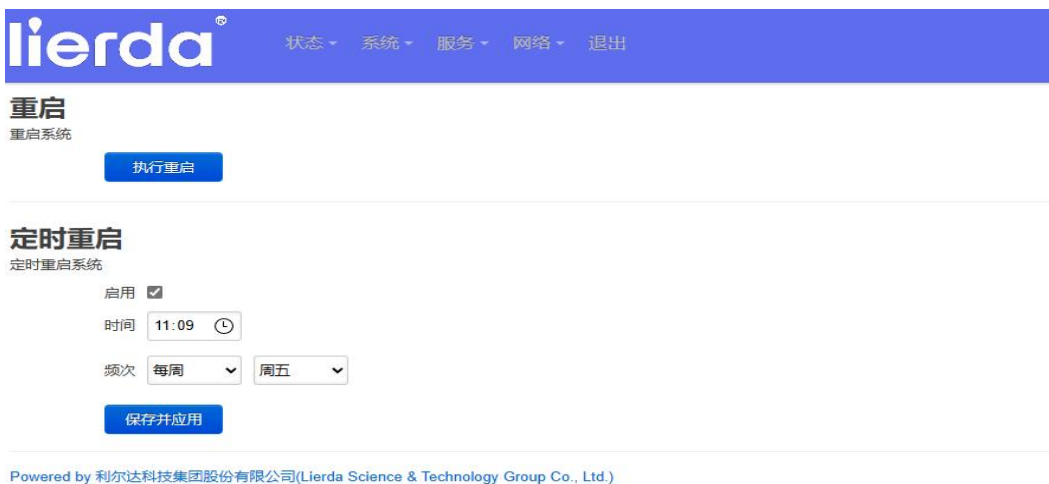 lierda®
状态 系统 服务 网络 退出
重启
重启系统
执行重启
定时重启
定时重启系统
启用
时间 11:09
频次 每周 周五
保存并应用
Powered by 利尔达科技集团股份有限公司(Lierda Science & Technology Group Co., Ltd.)